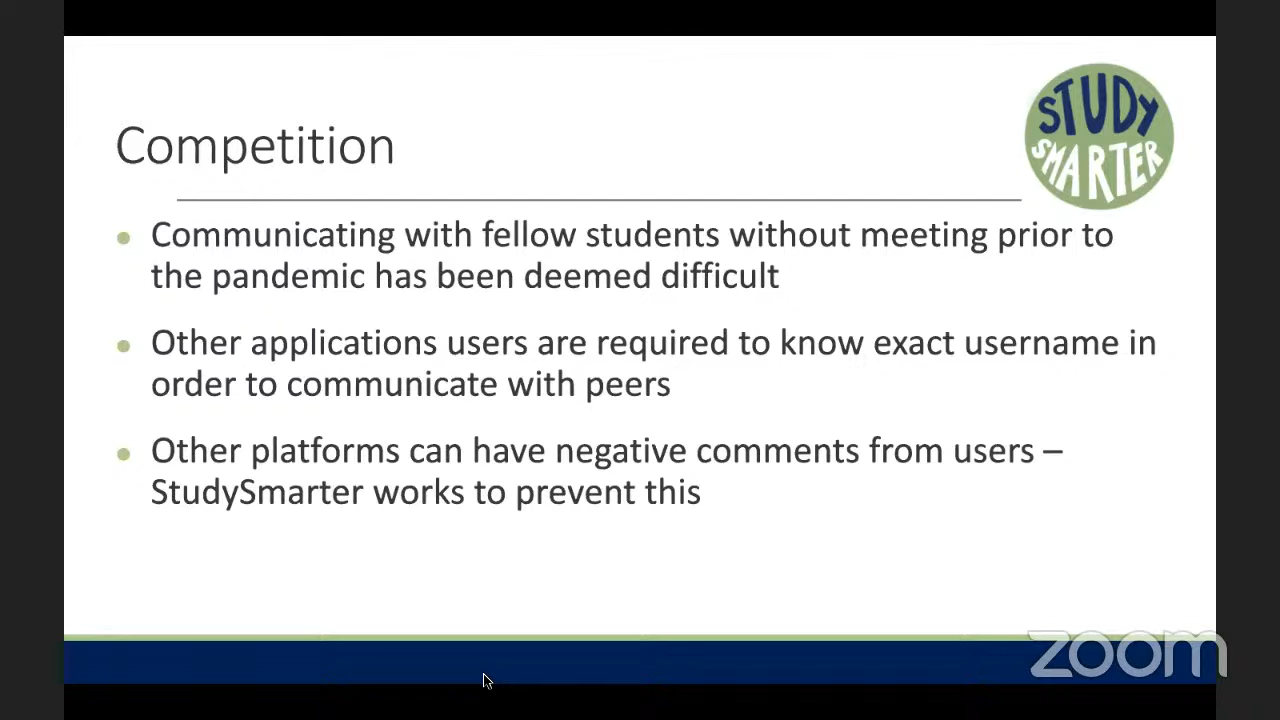 STUDY
SMARTER
Competition
Communicating with fellow students without meeting prior to
the pandemic has been deemed difficult
Other applications users are required to know exact username in
order to communicate with peers
Other platforms can have negative comments from users –
StudySmarter works to prevent this
zoom